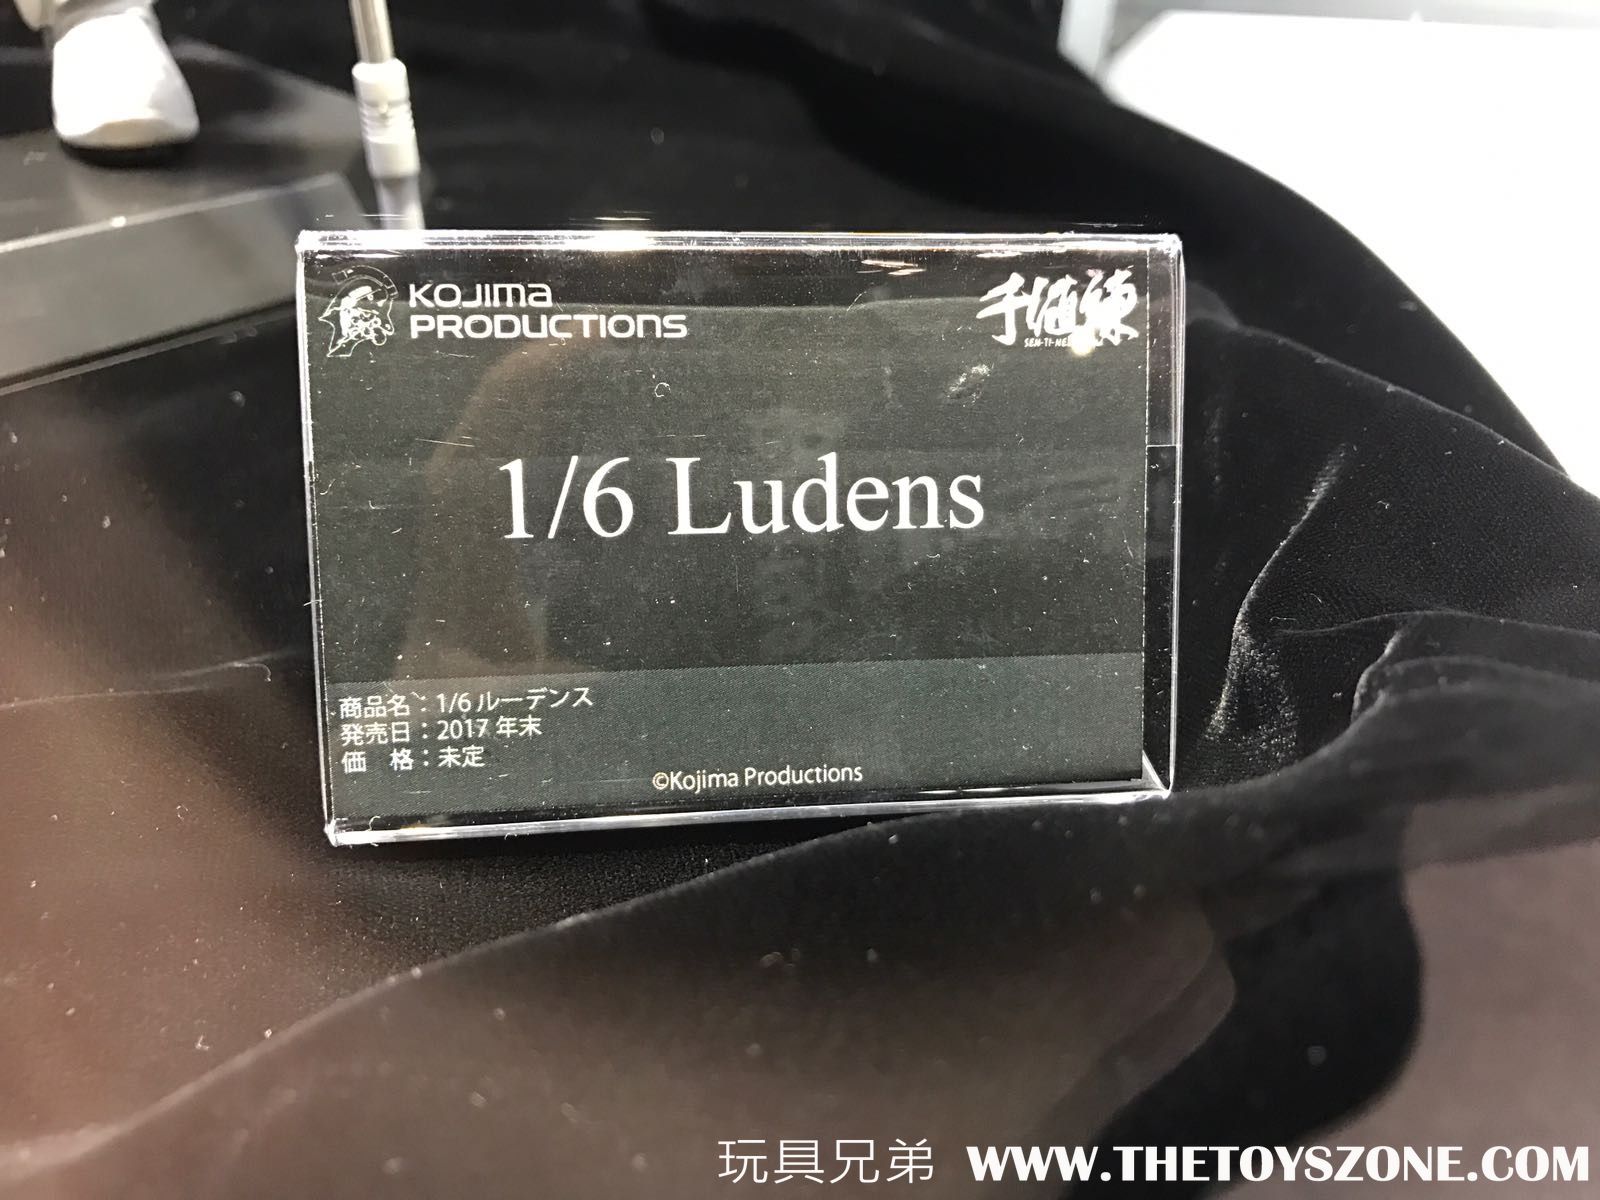 KOJIMA
PRODUCTIONS
千値練
1/6 Ludens
商品名：1/6 ルーデンス
発売日：2017 年末
価　格：未定
©Kojima Productions
玩具兄弟 WWW.THETOYSZONE.COM